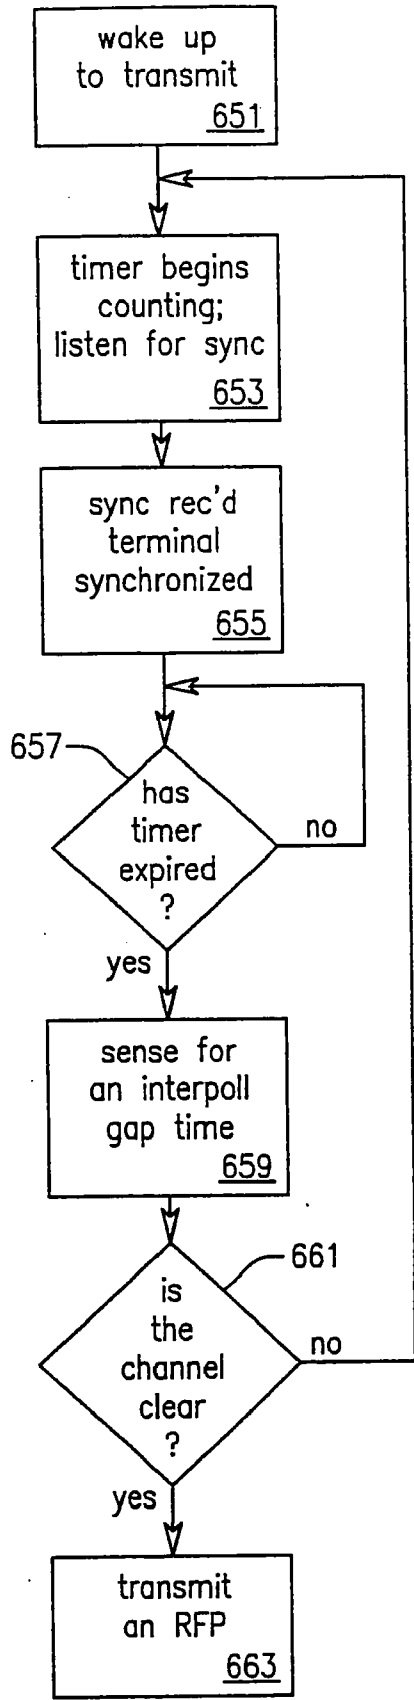 wake up
to transmit
651
timer begins
counting;
listen for sync
653
sync rec'd
terminal
synchronized
655
657
has
timer
expired
?
no
yes
sense for
an interpoll
gap time
659
661
is
the
channel
clear
?
no
yes
transmit
an RFP
663